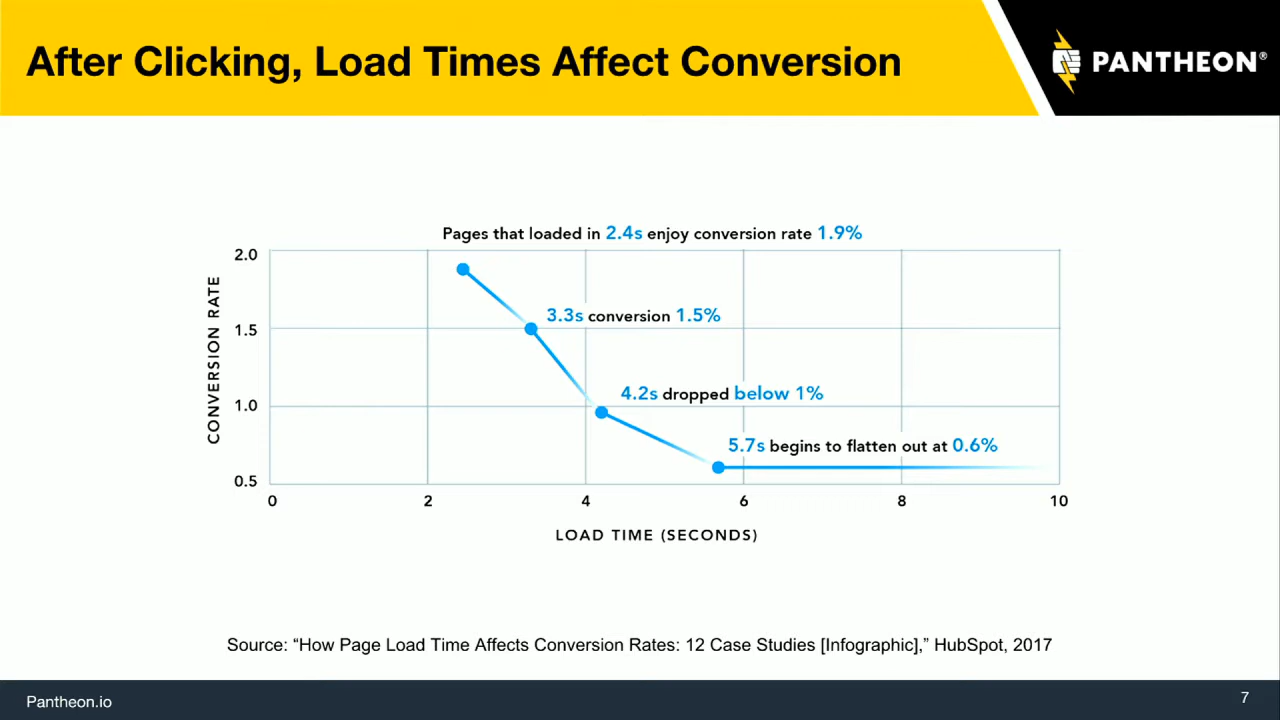 After Clicking, Load Times Affect Conversion
PANTHEON®
Pages that loaded in 2.4s enjoy conversion rate 1.9%
CONVERSION RATE
2.0
1.5
1.0
0.5
3.3s conversion 1.5%
4.2s dropped below 1%
5.7s begins to flatten out at 0.6%
0 2 4 6 8 10
LOAD TIME (SECONDS)
Source: “How Page Load Time Affects Conversion Rates: 12 Case Studies [Infographic],” HubSpot, 2017
Pantheon.io
7